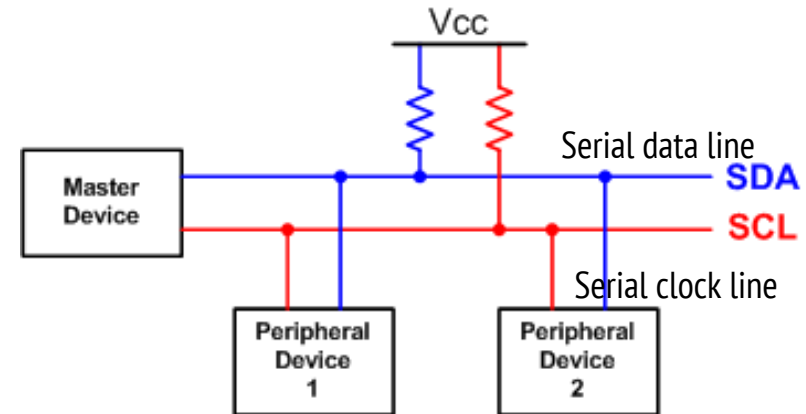 Vcc
Serial data line
SDA
Master
Device
SCL
Serial clock line
Peripheral
Device
1
Peripheral
Device
2